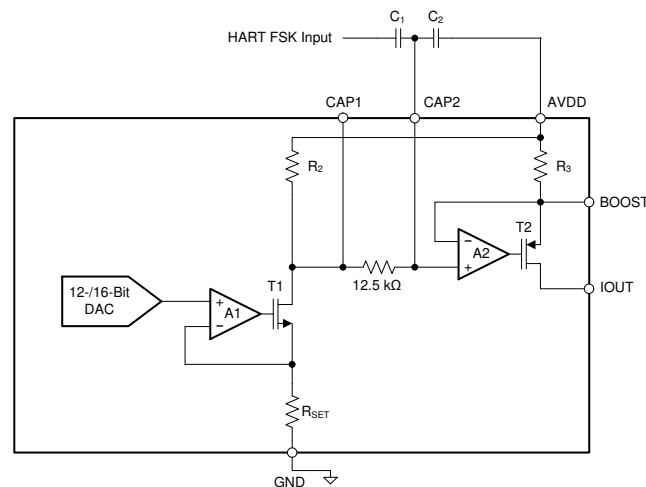 C1 C2
HART FSK Input
CAP1 CAP2 AVDD
R2 R3
BOOST
T2
− A2
+
12.5 kΩ
IOUT
12-/16-Bit
DAC
T1
+ A1
−
RSET
GND